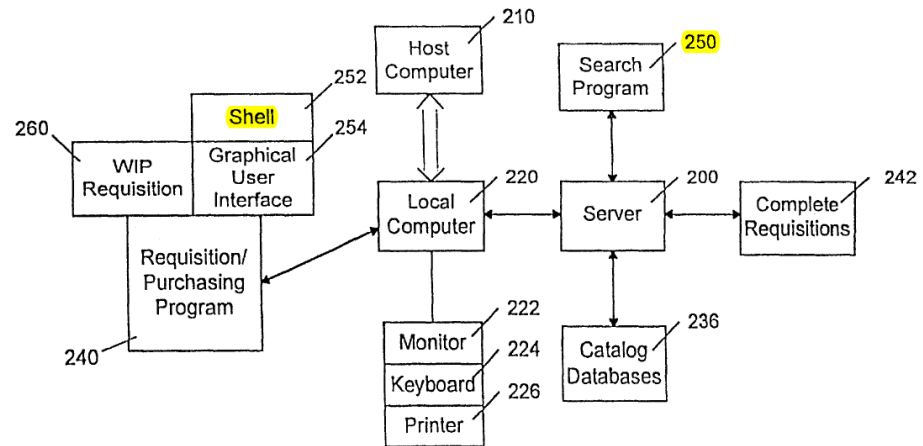 210
Host
Computer
250
Search
Program
252
Shell
260
254
WIP
Requisition
Graphical
User
Interface
220
Local
Computer
200
Server
242
Complete
Requisitions
Requisition/
Purchasing
Program
240
222
Monitor
224
Keyboard
226
Printer
236
Catalog
Databases